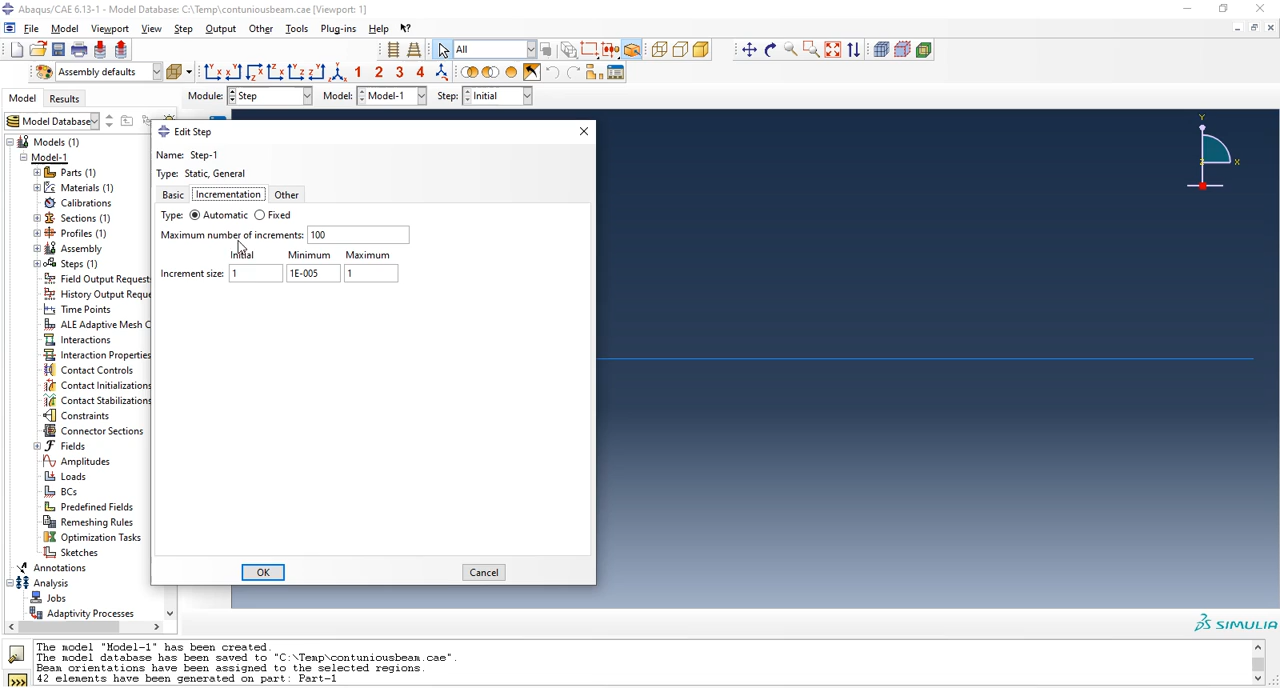 Abaqus/CAE 6.13-1 - Model Database: C:\Temp\contuniousbeam.cae [Viewport: 1]
File Model Viewport View Step Output Other Tools Plug-ins Help
All
Assembly defaults 1 2 3 4
Model Results Module: Step Model: Model-1 Step: Initial
Model Database
Models (1)
Model-1
Parts (1)
Materials (1)
Calibrations
Sections (1)
Profiles (1)
Assembly
Steps (1)
Field Output Request
History Output Reque
Time Points
ALE Adaptive Mesh C
Interactions
Interaction Properties
Contact Controls
Contact Initializations
Contact Stabilizations
Constraints
Connector Sections
Fields
Amplitudes
Loads
BCs
Predefined Fields
Remeshing Rules
Optimization Tasks
Sketches
Annotations
Analysis
Jobs
Adaptivity Processes
Edit Step
Name: Step-1
Type: Static, General
Basic Incrementation Other
Type: Automatic Fixed
Maximum number of increments: 100
Initial Minimum Maximum
Increment size: 1 1E-005 1
OK Cancel
Y
Z X
SIMULIA
The model "Model-1" has been created.
The model database has been saved to "C:\Temp\contuniousbeam.cae".
Beam orientations have been assigned to the selected regions.
42 elements have been generated on part: Part-1